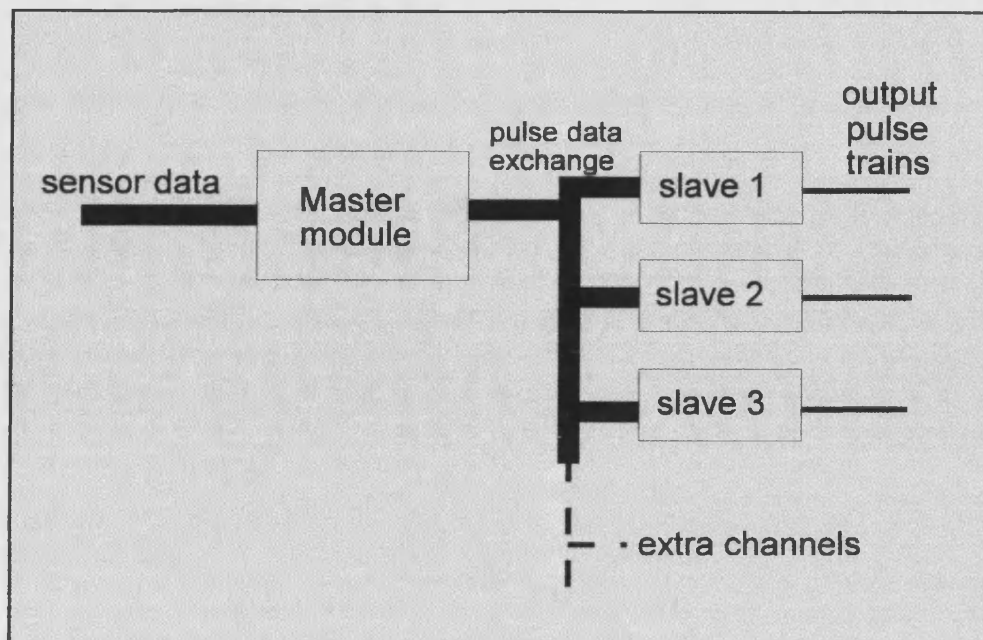 sensor data
Master
module
pulse data
exchange
slave 1
slave 2
slave 3
output
pulse
trains
extra channels